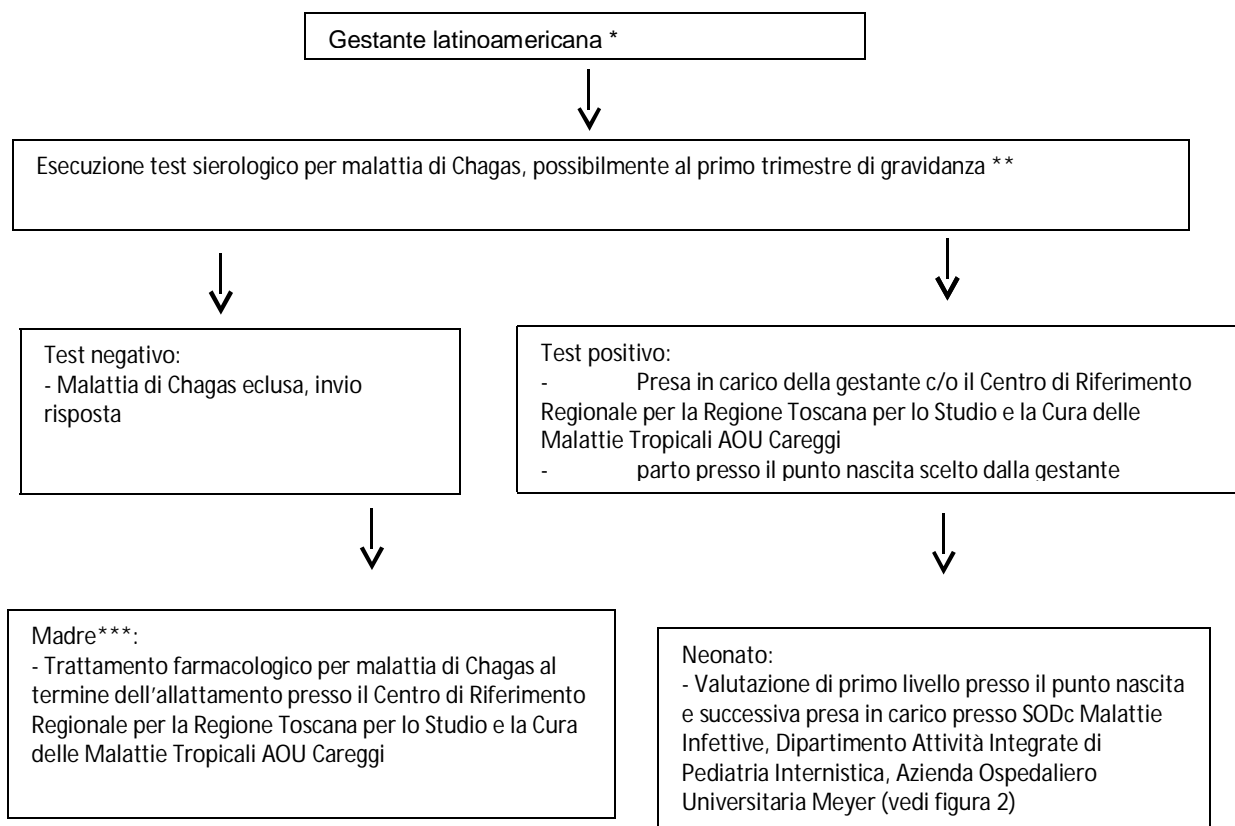 Gestante latinoamericana *
Esecuzione test sierologico per malattia di Chagas, possibilmente al primo trimestre di gravidanza **
Test negativo:
- Malattia di Chagas eclusa, invio
risposta
Test positivo:
- Presa in carico della gestante c/o il Centro di Riferimento
Regionale per la Regione Toscana per lo Studio e la Cura delle
Malattie Tropicali AOU Careggi
- parto presso il punto nascita scelto dalla gestante
Madre***:
- Trattamento farmacologico per malattia di Chagas al
termine dell'allattamento presso il Centro di Riferimento
Regionale per la Regione Toscana per lo Studio e la Cura
delle Malattie Tropicali AOU Careggi
Neonato:
- Valutazione di primo livello presso il punto nascita
e successiva presa in carico presso SODc Malattie
Infettive, Dipartimento Attività Integrate di
Pediatria Internistica, Azienda Ospedaliero
Universitaria Meyer (vedi figura 2)